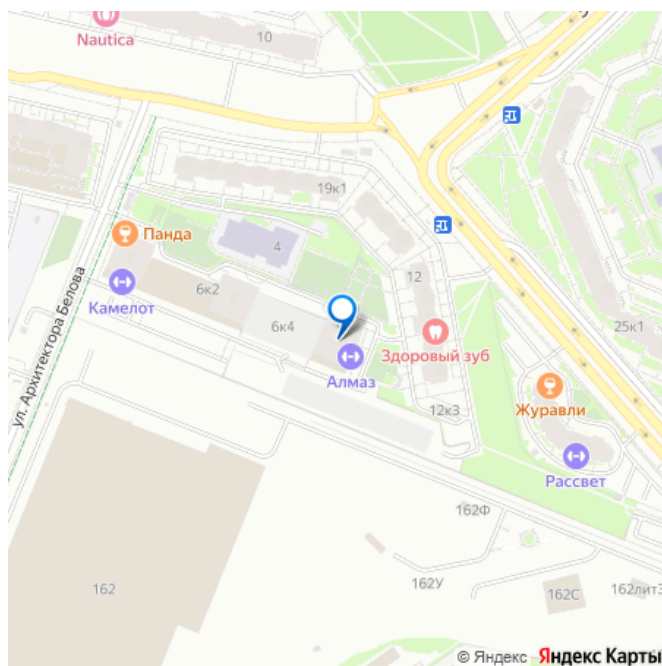 Nautica
10
19к1
Панда
4
12
6к2
Камелот
6к4
25к1
Здоровый зуб
ул. Архитектора Белова
Алмаз
Журавли
12к3
Рассвет
162Ф
162У
162
162С
162лит3
© Яндекс Яндекс Карты